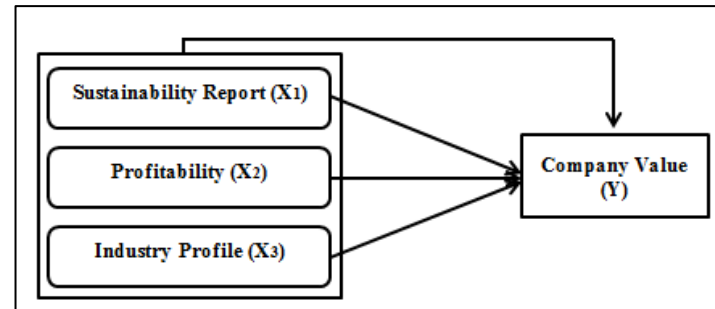 Sustainability Report (X1)
Profitability (X2)
Industry Profile (X3)
Company Value
(Y)